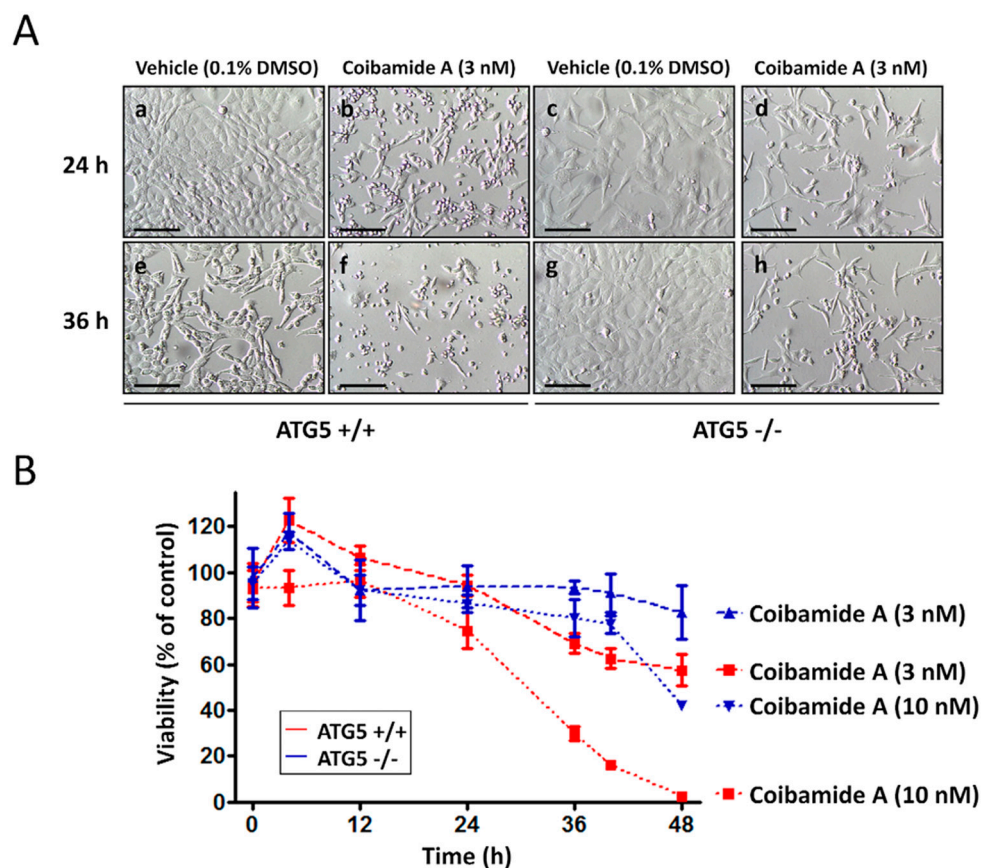 A
Vehicle (0.1% DMSO) Coibamide A (3 nM) Vehicle (0.1% DMSO) Coibamide A (3 nM)
24 h
a b c d
36 h
e f g h
ATG5 +/+ ATG5 -/-
B
Viability (% of control)
120
100
80
60
40
20
0
ATG5 +/+
ATG5 -/-
Coibamide A (3 nM)
Coibamide A (3 nM)
Coibamide A (10 nM)
Coibamide A (10 nM)
0 12 24 36 48
Time (h)